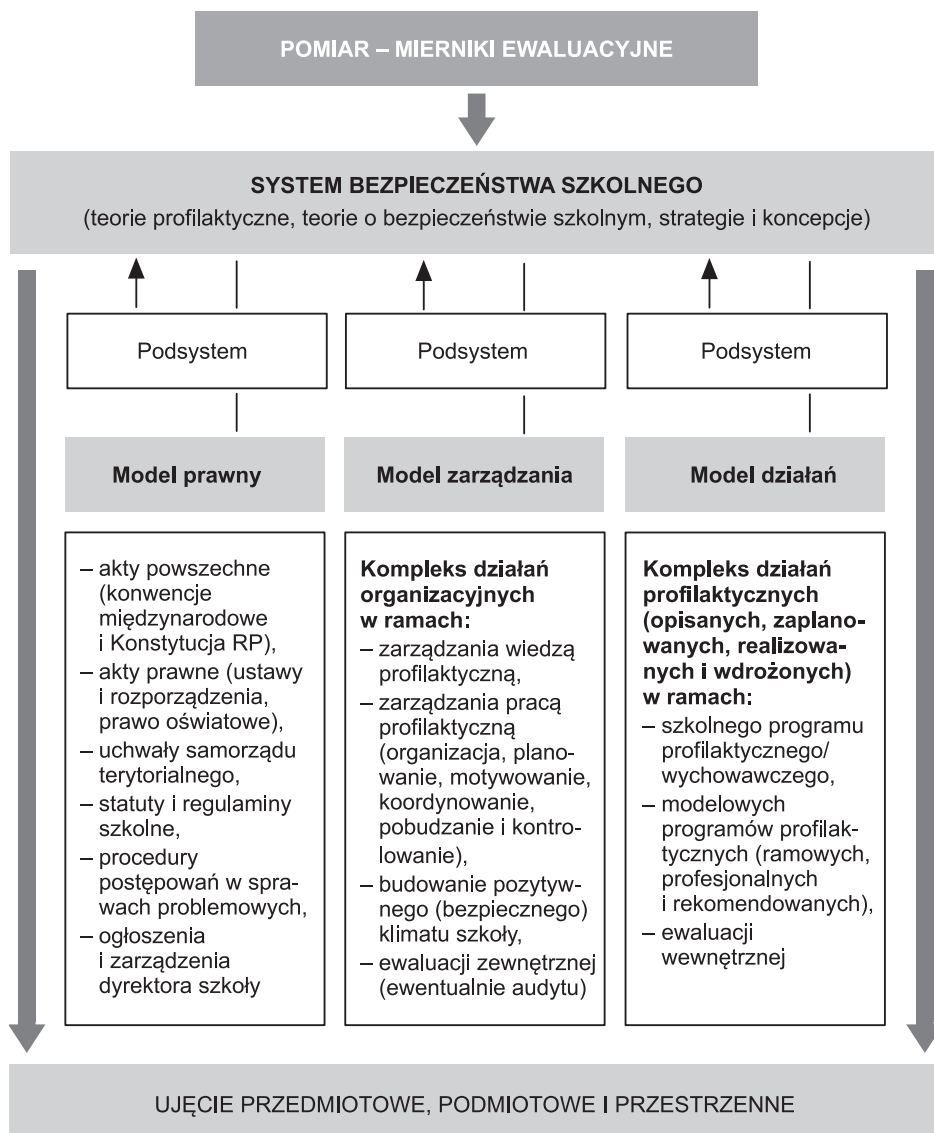 POMIAR – MIERNIKI EWALUACYJNE
SYSTEM BEZPIECZEŃSTWA SZKOLNEGO
(teorie profilaktyczne, teorie o bezpieczeństwie szkolnym, strategie i koncepcje)
Podsystem
Podsystem
Podsystem
Model prawny
Model zarządzania
Model działań
– akty powszechne
(konwencje
międzynarodowe
i Konstytucja RP),
– akty prawne (ustawy
i rozporządzenia,
prawo oświatowe),
– uchwały samorządu
terytorialnego,
– statuty i regulaminy
szkolne,
– procedury
postępowań w spra-
wach problemowych,
– ogłoszenia
i zarządzenia
dyrektora szkoły
Kompleks działań
organizacyjnych
w ramach:
– zarządzania wiedzą
profilaktyczną,
– zarządzania pracą
profilaktyczną
(organizacja, plano-
wanie, motywowanie,
koordynowanie,
pobudzanie i kontro-
lowanie),
– budowanie pozytyw-
nego (bezpiecznego)
klimatu szkoły,
– ewaluacji zewnętrznej
(ewentualnie audytu)
Kompleks działań
profilaktycznych
(opisanych, zaplano-
wanych, realizowa-
nych i wdrożonych)
w ramach:
– szkolnego programu
profilaktycznego/
wychowawczego,
– modelowych
programów profilak-
tycznych (ramowych,
profesjonalnych
i rekomendowanych),
– ewaluacji
wewnętrznej
UJĘCIE PRZEDMIOTOWE, PODMIOTOWE I PRZESTRZENNE